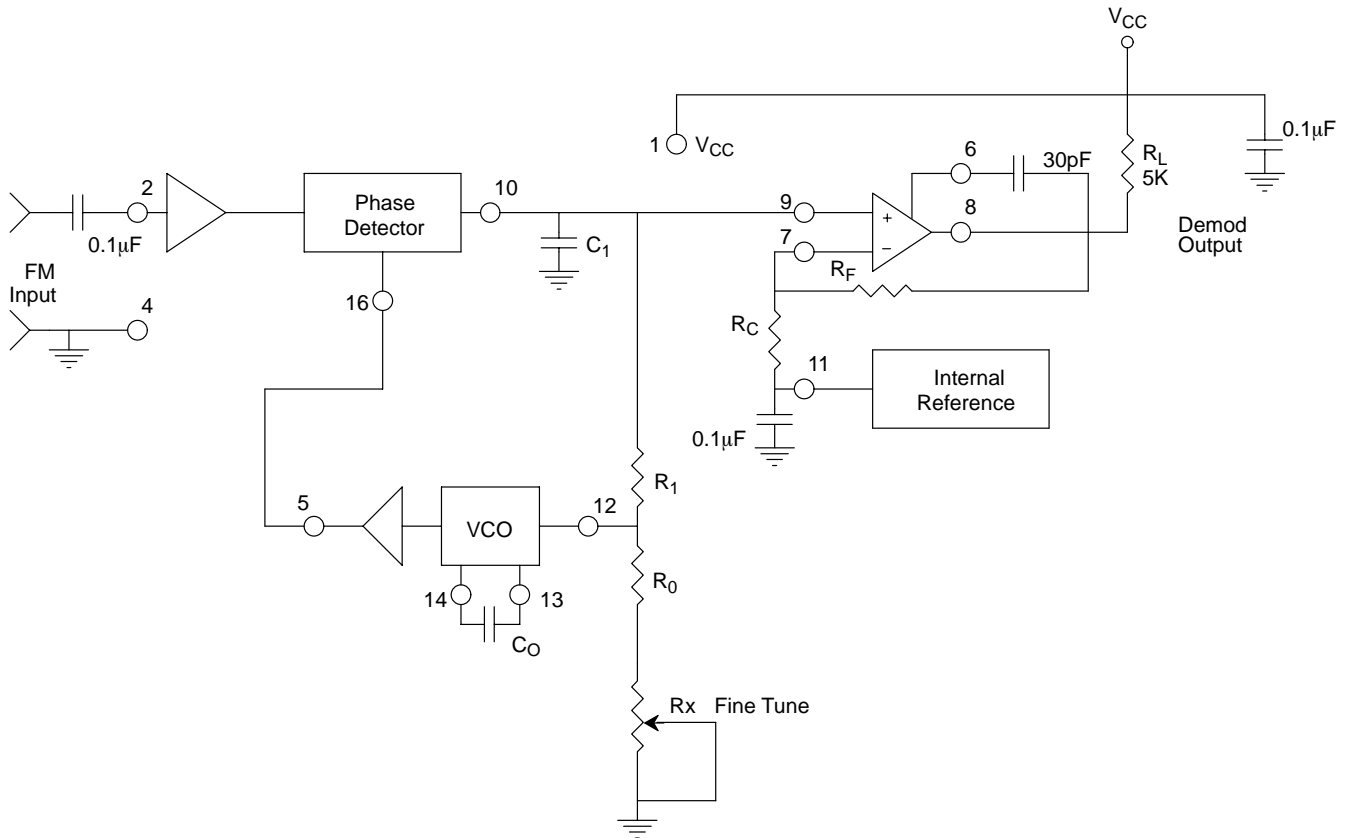 VCC
1
VCC
0.1μF
6
30pF
RL
5K
2
0.1μF
Phase
Detector
10
C1
9
7
+
−
8
Demod
Output
FM
Input
4
16
RF
RC
11
Internal
Reference
0.1μF
R1
5
VCO
12
14
13
CO
R0
Rx Fine Tune